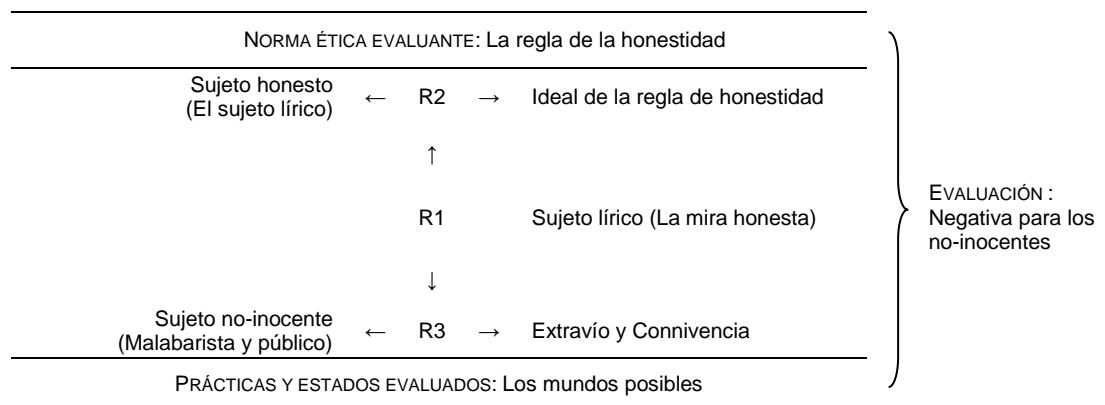 NORMA ÉTICA EVALUANTE: La regla de la honestidad
Sujeto honesto
(El sujeto lírico) ← R2 → Ideal de la regla de honestidad
↑
R1 Sujeto lírico (La mira honesta)
↓
Sujeto no-inocente
(Malabarista y público) ← R3 → Extravío y Connivencia
PRÁCTICAS Y ESTADOS EVALUADOS: Los mundos posibles
EVALUACIÓN :
Negativa para los
no-inocentes